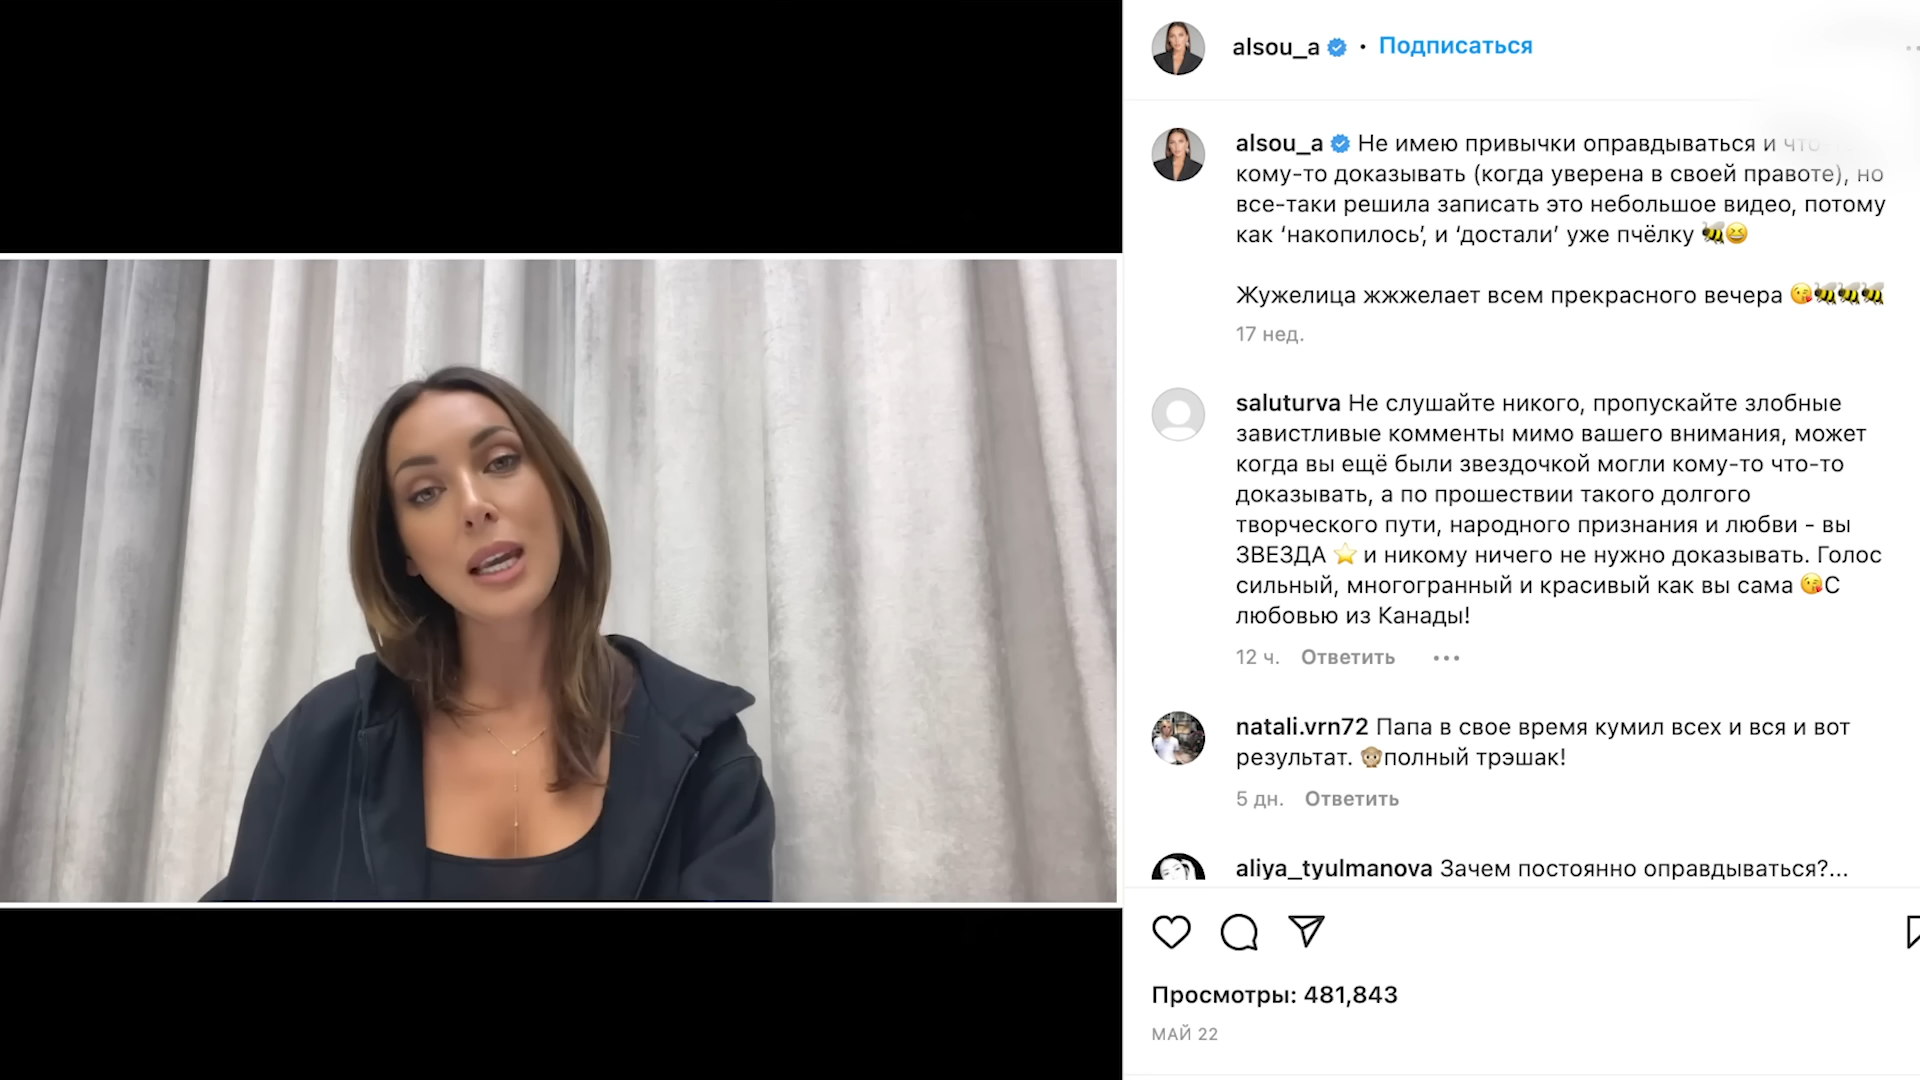 alsou_a • Подписаться
alsou_a Не имею привычки оправдываться и
кому-то доказывать (когда уверена в своей правоте), но
все-таки решила записать это небольшое видео, потому
как ‘накопилось’, и ‘достали’ уже пчёлку 🐝😆
Жужелица жжжелает всем прекрасного вечера 😘🐝🐝🐝
17 нед.
saluturva Не слушайте никого, пропускайте злобные
завистливые комменты мимо вашего внимания, может
когда вы ещё были звездочкой могли кому-то что-то
доказывать, а по прошествии такого долгого
творческого пути, народного признания и любви - вы
ЗВЕЗДА ⭐ и никому ничего не нужно доказывать. Голос
сильный, многогранный и красивый как вы сама 😘С
любовью из Канады!
12 ч. Ответить •••
natali.vrn72 Папа в свое время кумил всех и вся и вот
результат. 🙊полный трэшак!
5 дн. Ответить
aliya_tyulmanova Зачем постоянно оправдываться?...
Просмотры: 481,843
МАЙ 22